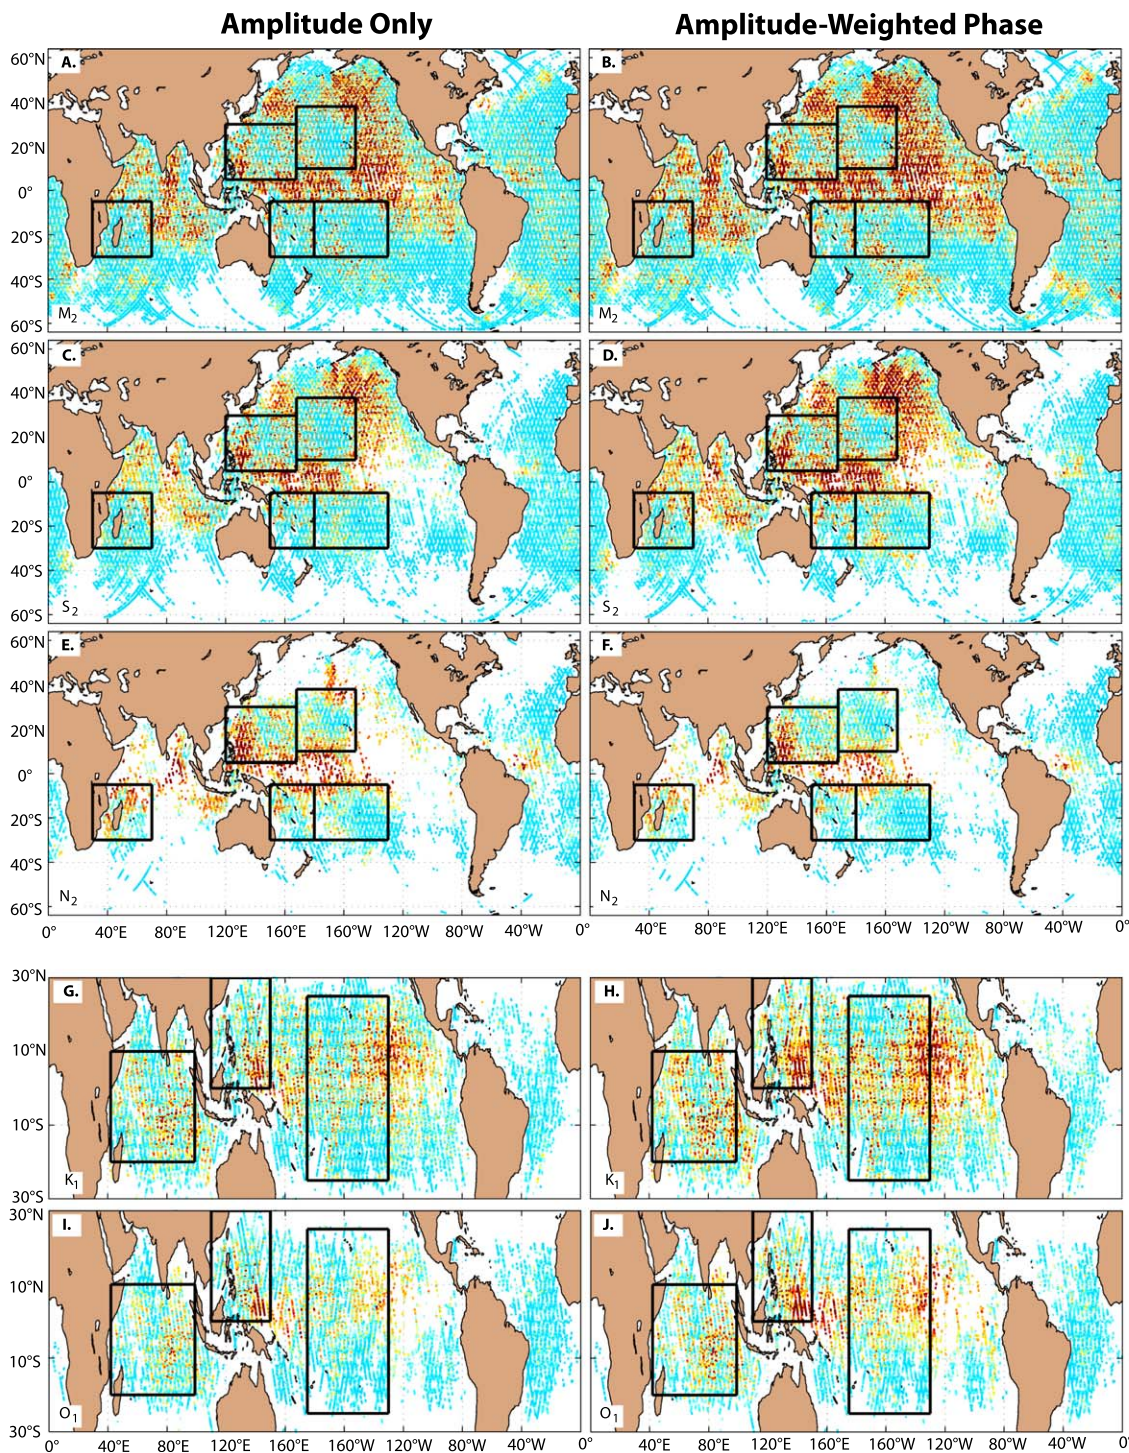 Amplitude Only Amplitude-Weighted Phase
60°N A. B.
40°N
20°N
0°
20°S
40°S
60°S M2 M2
60°N C. D.
40°N
20°N
0°
20°S
40°S
60°S S2 S2
60°N E. F.
40°N
20°N
0°
20°S
40°S
60°S N2 N2
0° 40°E 80°E 120°E 160°E 160°W 120°W 80°W 40°W 0° 40°E 80°E 120°E 160°E 160°W 120°W 80°W 40°W 0°
30°N G. H.
10°N
10°S
30°S K1 K1
30°N I. J.
10°N
10°S
30°S O1 O1
0° 40°E 80°E 120°E 160°E 160°W 120°W 80°W 40°W 0° 40°E 80°E 120°E 160°E 160°W 120°W 80°W 40°W 0°